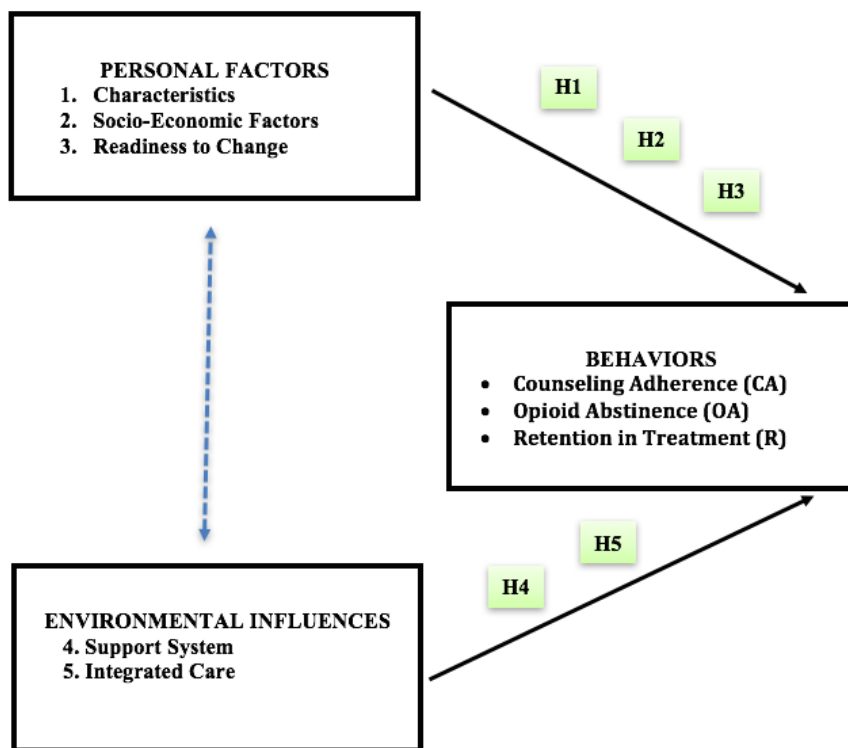 PERSONAL FACTORS
1. Characteristics
2. Socio-Economic Factors
3. Readiness to Change
H1
H2
H3
BEHAVIORS
• Counseling Adherence (CA)
• Opioid Abstinence (OA)
• Retention in Treatment (R)
H5
H4
ENVIRONMENTAL INFLUENCES
4. Support System
5. Integrated Care